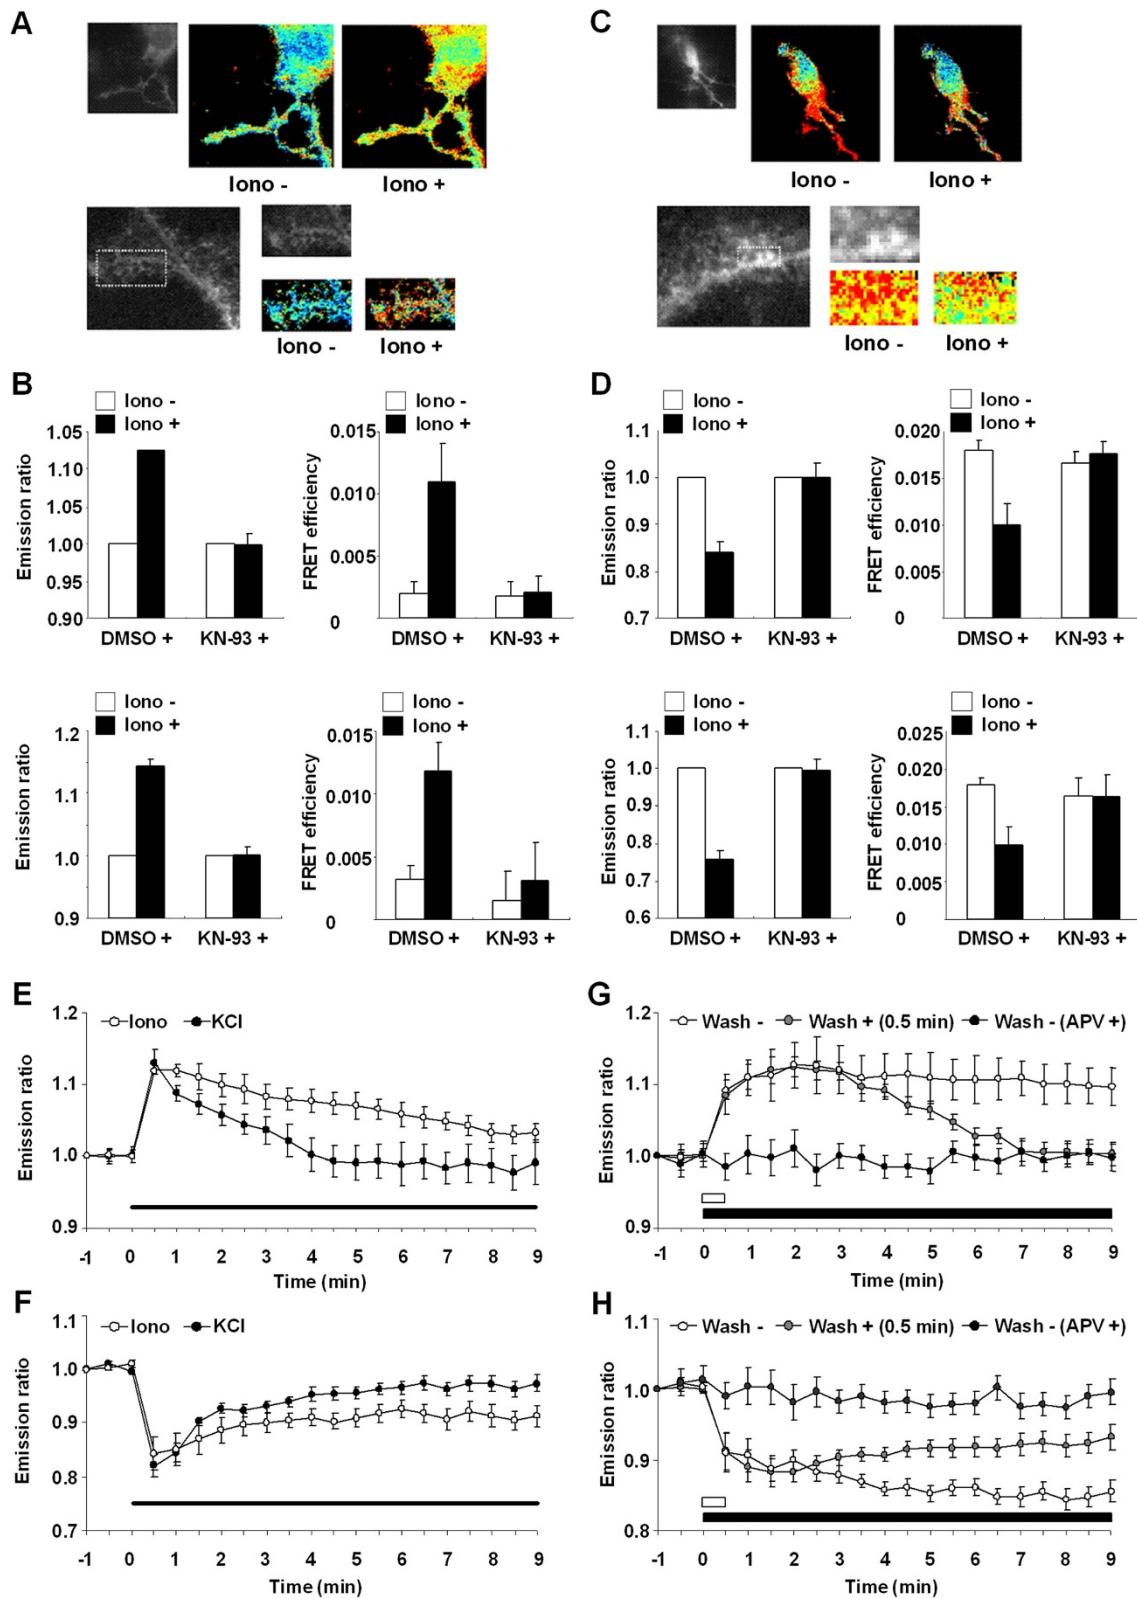 A
Iono -
Iono +
Iono -
Iono +
C
Iono -
Iono +
Iono -
Iono +
B
Iono -
Iono +
Emission ratio
1.05
1.10
1.05
1.00
0.95
0.90
DMSO +
KN-93 +
Iono -
Iono +
FRET efficiency
0.015
0.010
0.005
0
DMSO +
KN-93 +
Iono -
Iono +
Emission ratio
1.2
1.1
1.0
0.9
DMSO +
KN-93 +
Iono -
Iono +
FRET efficiency
0.015
0.010
0.005
0
DMSO +
KN-93 +
D
Iono -
Iono +
Emission ratio
1.1
1.0
0.9
0.8
0.7
DMSO +
KN-93 +
Iono -
Iono +
FRET efficiency
0.020
0.015
0.010
0.005
0
DMSO +
KN-93 +
Iono -
Iono +
Emission ratio
1.1
1.0
0.9
0.8
0.7
0.6
DMSO +
KN-93 +
Iono -
Iono +
FRET efficiency
0.025
0.020
0.015
0.010
0.005
0
DMSO +
KN-93 +
E
Iono KCl
Emission ratio
1.2
1.1
1.0
0.9
-1 0 1 2 3 4 5 6 7 8 9
Time (min)
F
Iono KCl
Emission ratio
1.1
1.0
0.9
0.8
0.7
-1 0 1 2 3 4 5 6 7 8 9
Time (min)
G
Wash - Wash + (0.5 min) Wash - (APV +)
Emission ratio
1.2
1.1
1.0
0.9
-1 0 1 2 3 4 5 6 7 8 9
Time (min)
H
Wash - Wash + (0.5 min) Wash - (APV +)
Emission ratio
1.1
1.0
0.9
0.8
-1 0 1 2 3 4 5 6 7 8 9
Time (min)